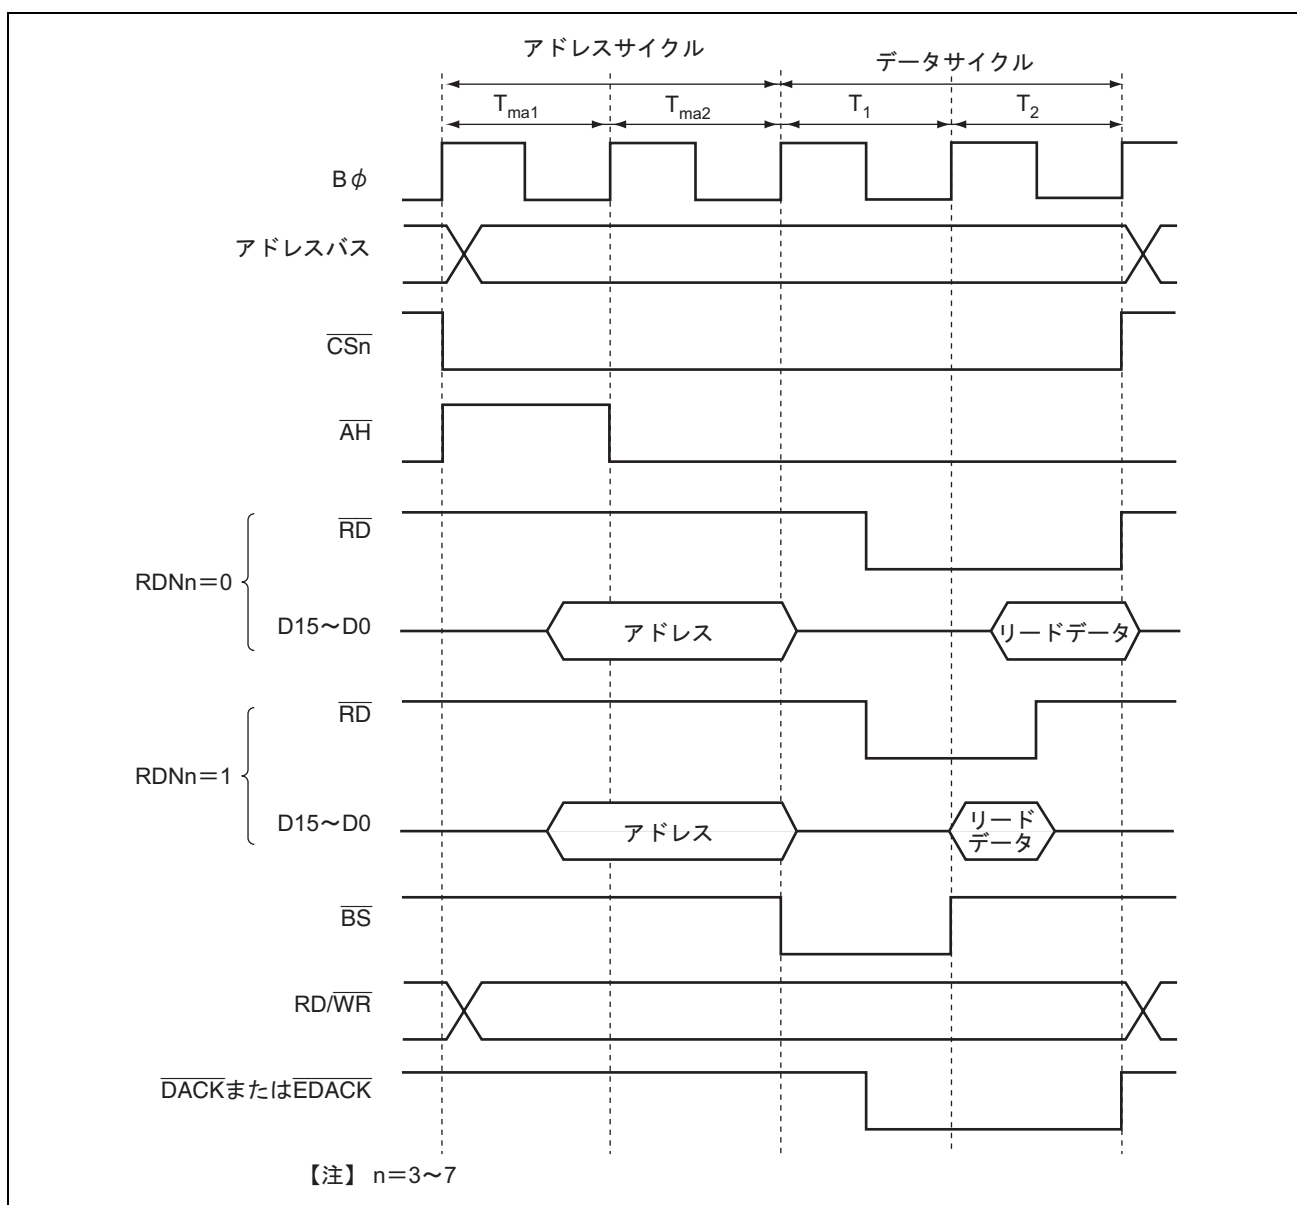 アドレスサイクル
データサイクル
Tma1
Tma2
T1
T2
Bφ
アドレスバス
CSn
AH
RDNn＝0
RD
D15～D0
アドレス
リードデータ
RDNn＝1
RD
D15～D0
アドレス
リード
データ
BS
RD/WR
DACKまたはEDACK
【注】 n＝3～7